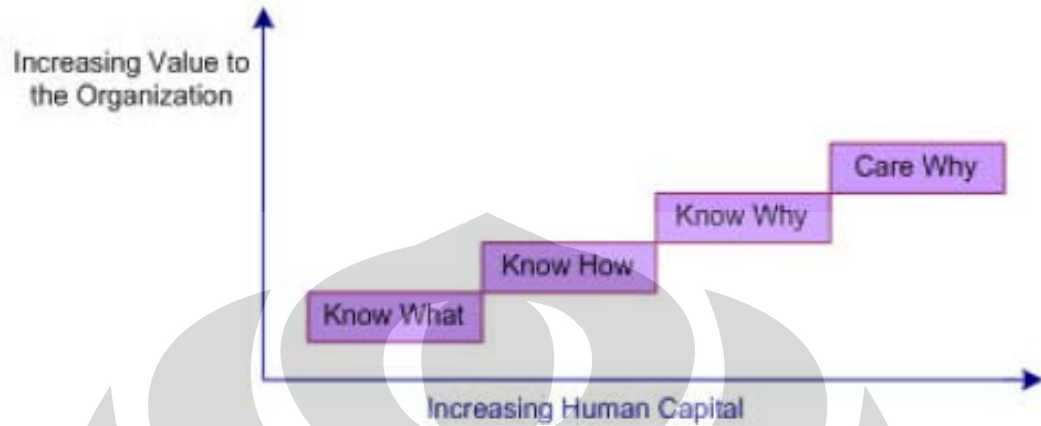 Increasing Value to
the Organization
Care Why
Know Why
Know How
Know What
Increasing Human Capital